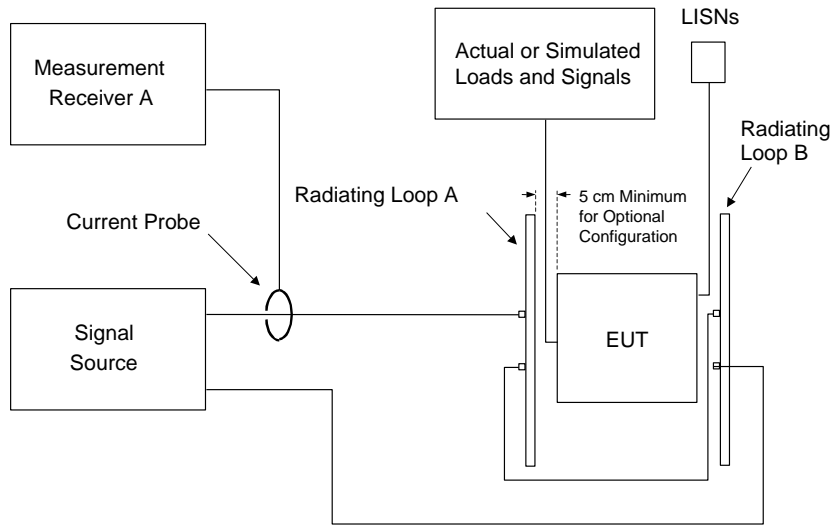 LISNs
Actual or Simulated
Loads and Signals
Measurement
Receiver A
Radiating
Loop B
Radiating Loop A
5 cm Minimum
for Optional
Configuration
Current Probe
Signal
Source
EUT